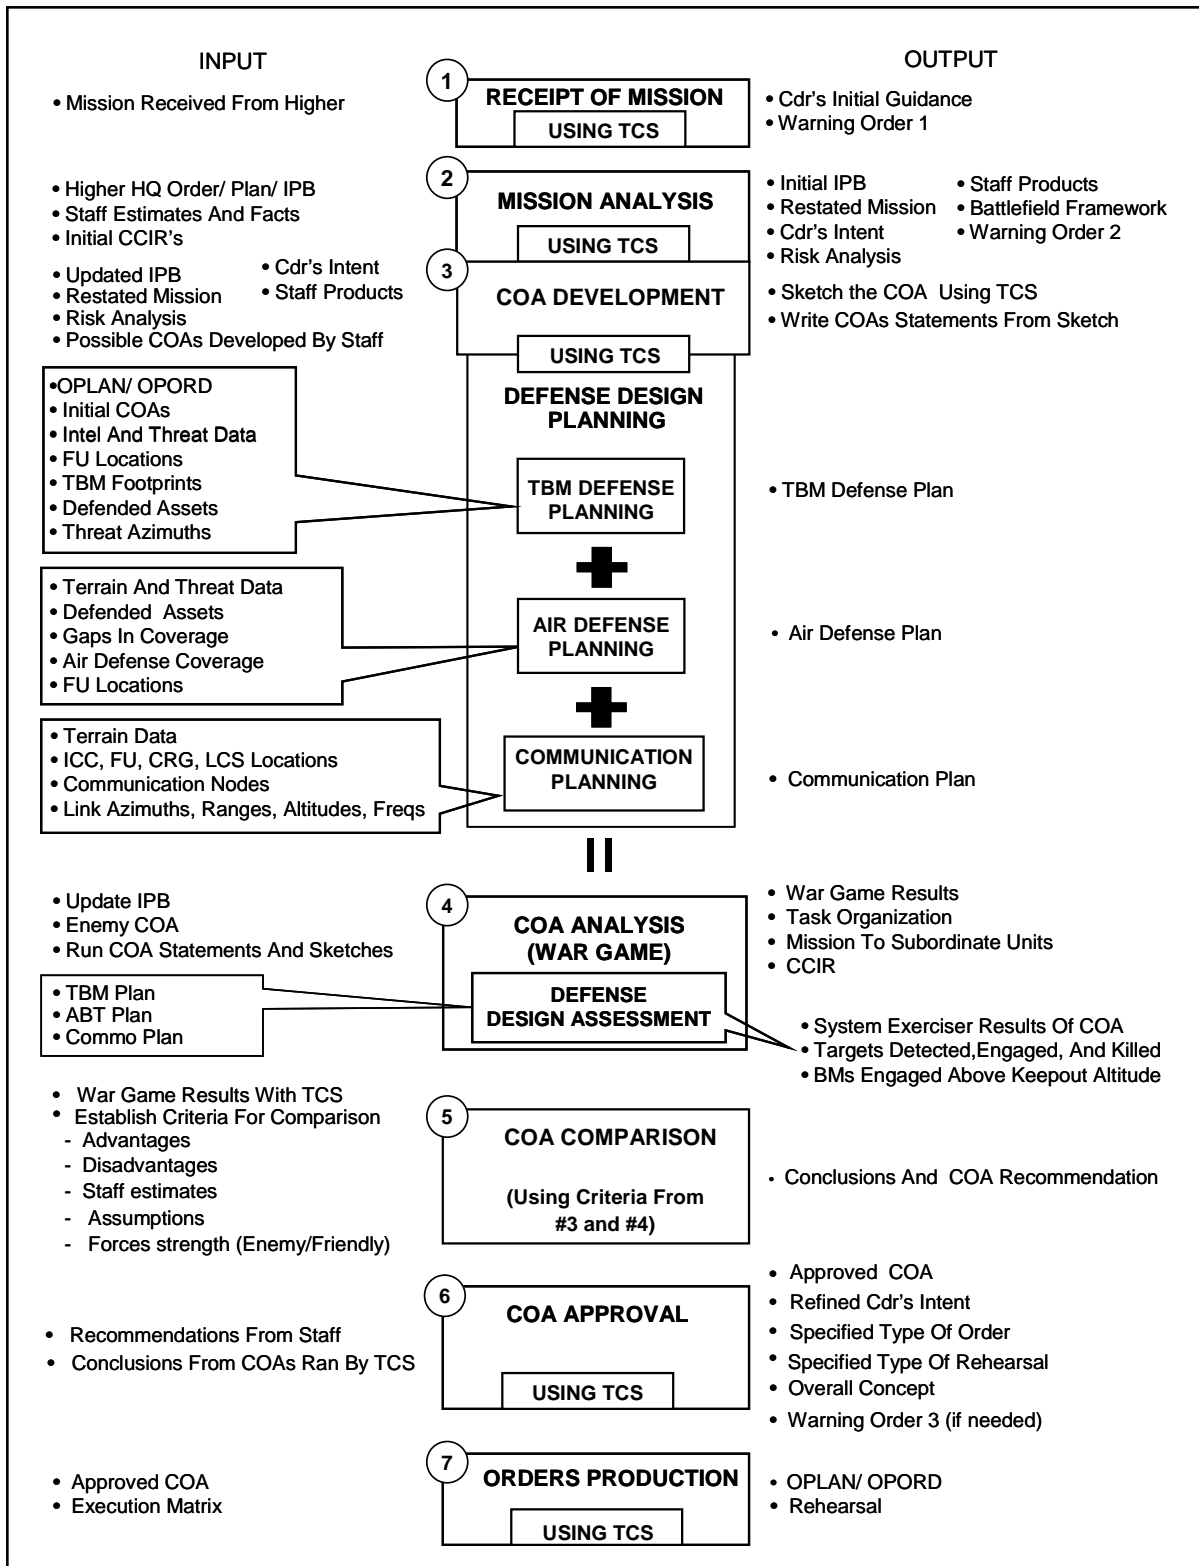 INPUT
OUTPUT
• Mission Received From Higher
1
RECEIPT OF MISSION
USING TCS
• Cdr's Initial Guidance
• Warning Order 1
• Higher HQ Order/ Plan/ IPB
• Staff Estimates And Facts
• Initial CCIR's
2
MISSION ANALYSIS
USING TCS
• Initial IPB
• Restated Mission
• Cdr's Intent
• Risk Analysis
• Staff Products
• Battlefield Framework
• Warning Order 2
• Updated IPB
• Restated Mission
• Risk Analysis
• Possible COAs Developed By Staff
• Cdr's Intent
• Staff Products
3
COA DEVELOPMENT
USING TCS
• Sketch the COA Using TCS
• Write COAs Statements From Sketch
DEFENSE DESIGN
PLANNING
•OPLAN/ OPORD
• Initial COAs
• Intel And Threat Data
• FU Locations
• TBM Footprints
• Defended Assets
• Threat Azimuths
TBM DEFENSE
PLANNING
• TBM Defense Plan
• Terrain And Threat Data
• Defended Assets
• Gaps In Coverage
• Air Defense Coverage
• FU Locations
AIR DEFENSE
PLANNING
• Air Defense Plan
• Terrain Data
• ICC, FU, CRG, LCS Locations
• Communication Nodes
• Link Azimuths, Ranges, Altitudes, Freqs
COMMUNICATION
PLANNING
• Communication Plan
• Update IPB
• Enemy COA
• Run COA Statements And Sketches
4
COA ANALYSIS
(WAR GAME)
• War Game Results
• Task Organization
• Mission To Subordinate Units
• CCIR
• TBM Plan
• ABT Plan
• Commo Plan
DEFENSE
DESIGN ASSESSMENT
• System Exerciser Results Of COA
• Targets Detected,Engaged, And Killed
• BMs Engaged Above Keepout Altitude
• War Game Results With TCS
• Establish Criteria For Comparison
- Advantages
- Disadvantages
- Staff estimates
- Assumptions
- Forces strength (Enemy/Friendly)
5
COA COMPARISON
(Using Criteria From
#3 and #4)
• Conclusions And COA Recommendation
• Recommendations From Staff
• Conclusions From COAs Ran By TCS
6
COA APPROVAL
USING TCS
• Approved COA
• Refined Cdr's Intent
• Specified Type Of Order
• Specified Type Of Rehearsal
• Overall Concept
• Warning Order 3 (if needed)
• Approved COA
• Execution Matrix
7
ORDERS PRODUCTION
USING TCS
• OPLAN/ OPORD
• Rehearsal